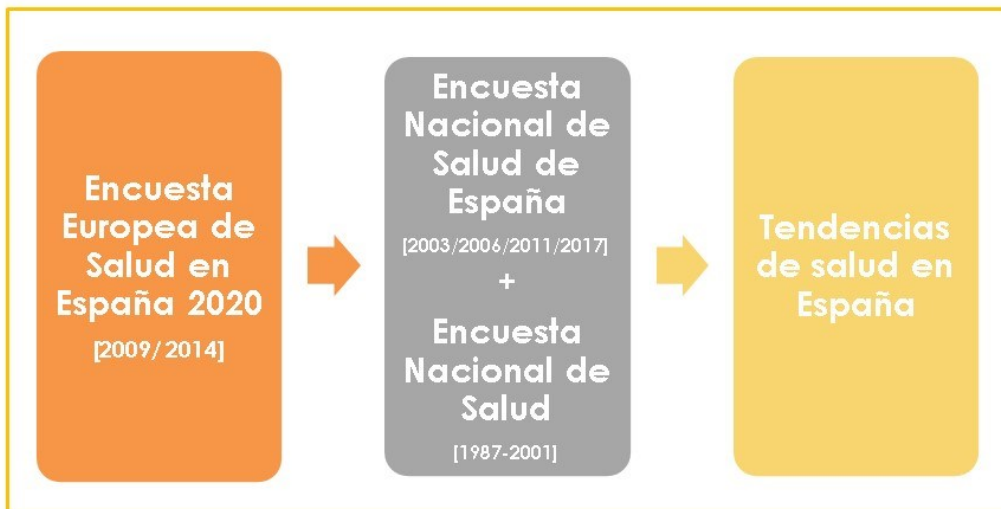 Encuesta
Europea de
Salud en
España 2020
[2009/ 2014]
Encuesta
Nacional de
Salud de
España
[2003/2006/2011/2017]
+
Encuesta
Nacional de
Salud
[1987-2001]
Tendencias
de salud en
España